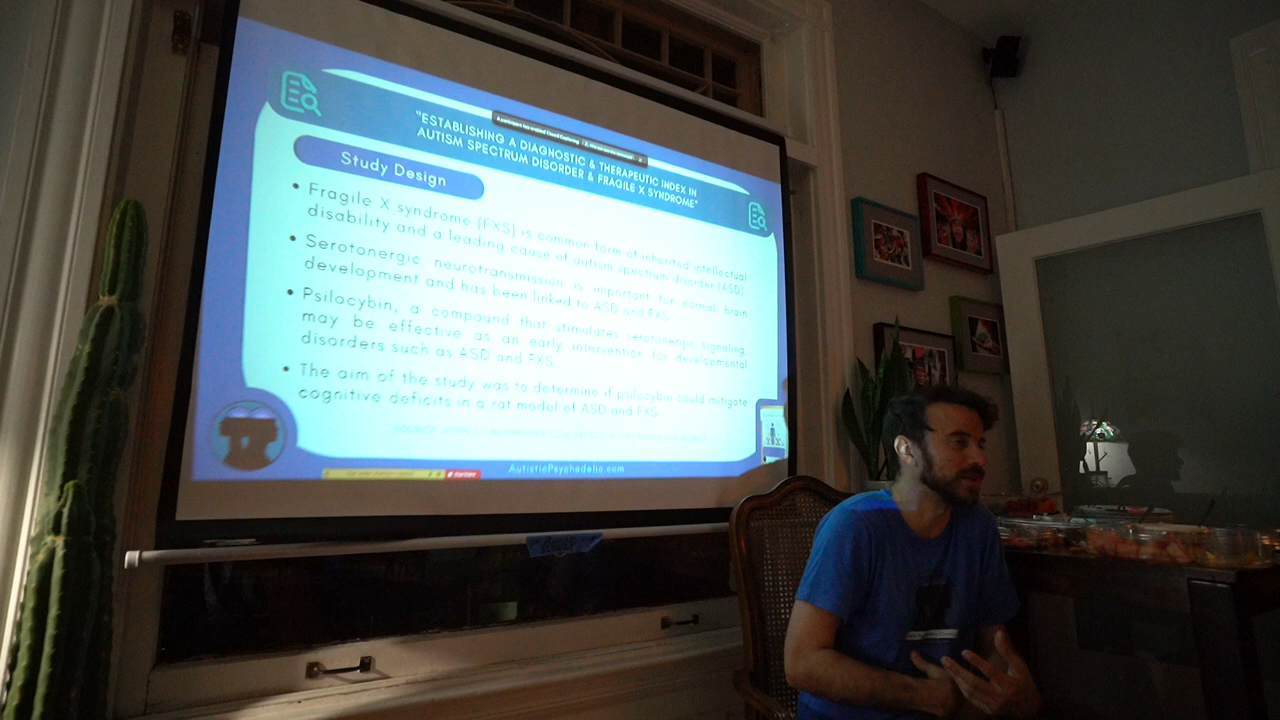 "ESTABLISHING A DIAGNOSTIC & THERAPEUTIC INDEX IN
AUTISM SPECTRUM DISORDER & FRAGILE X SYNDROME"
Study Design
• Fragile X syndrome (FXS) is common form of inherited intellectual
disability and a leading cause of autism spectrum disorder (ASD).
• Serotonergic neurotransmission is important for normal brain
development and has been linked to ASD and FXS.
• Psilocybin, a compound that stimulates serotonergic signaling,
may be effective as an early intervention for developmental
disorders such as ASD and FXS.
• The aim of the study was to determine if psilocybin could mitigate
cognitive deficits in a rat model of ASD and FXS.
AutisticPsychedelic.com